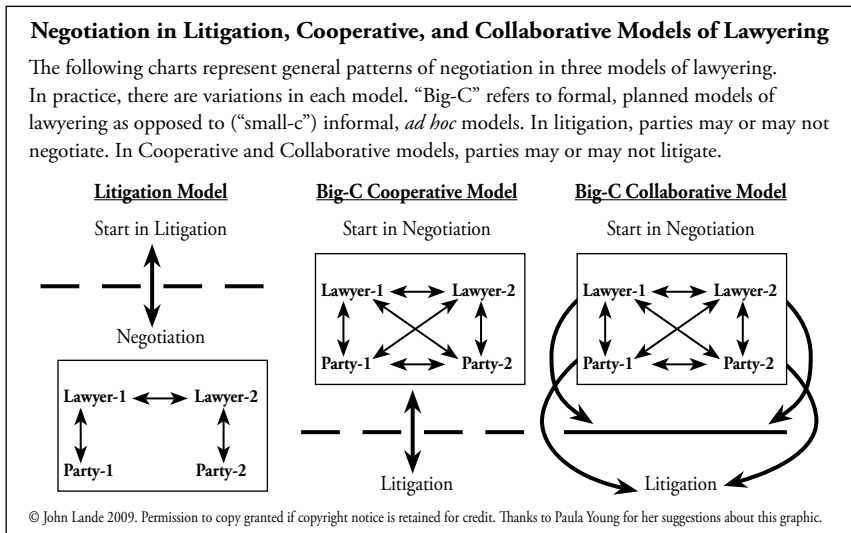 Negotiation in Litigation, Cooperative, and Collaborative Models of Lawyering
The following charts represent general patterns of negotiation in three models of lawyering.
In practice, there are variations in each model. “Big-C” refers to formal, planned models of
lawyering as opposed to (“small-c”) informal, ad hoc models. In litigation, parties may or may not
negotiate. In Cooperative and Collaborative models, parties may or may not litigate.
Litigation Model
Start in Litigation
Negotiation
Lawyer-1 Lawyer-2
Party-1 Party-2
Big-C Cooperative Model
Start in Negotiation
Lawyer-1 Lawyer-2
Party-1 Party-2
Litigation
Big-C Collaborative Model
Start in Negotiation
Lawyer-1 Lawyer-2
Party-1 Party-2
Litigation
© John Lande 2009. Permission to copy granted if copyright notice is retained for credit. Thanks to Paula Young for her suggestions about this graphic.